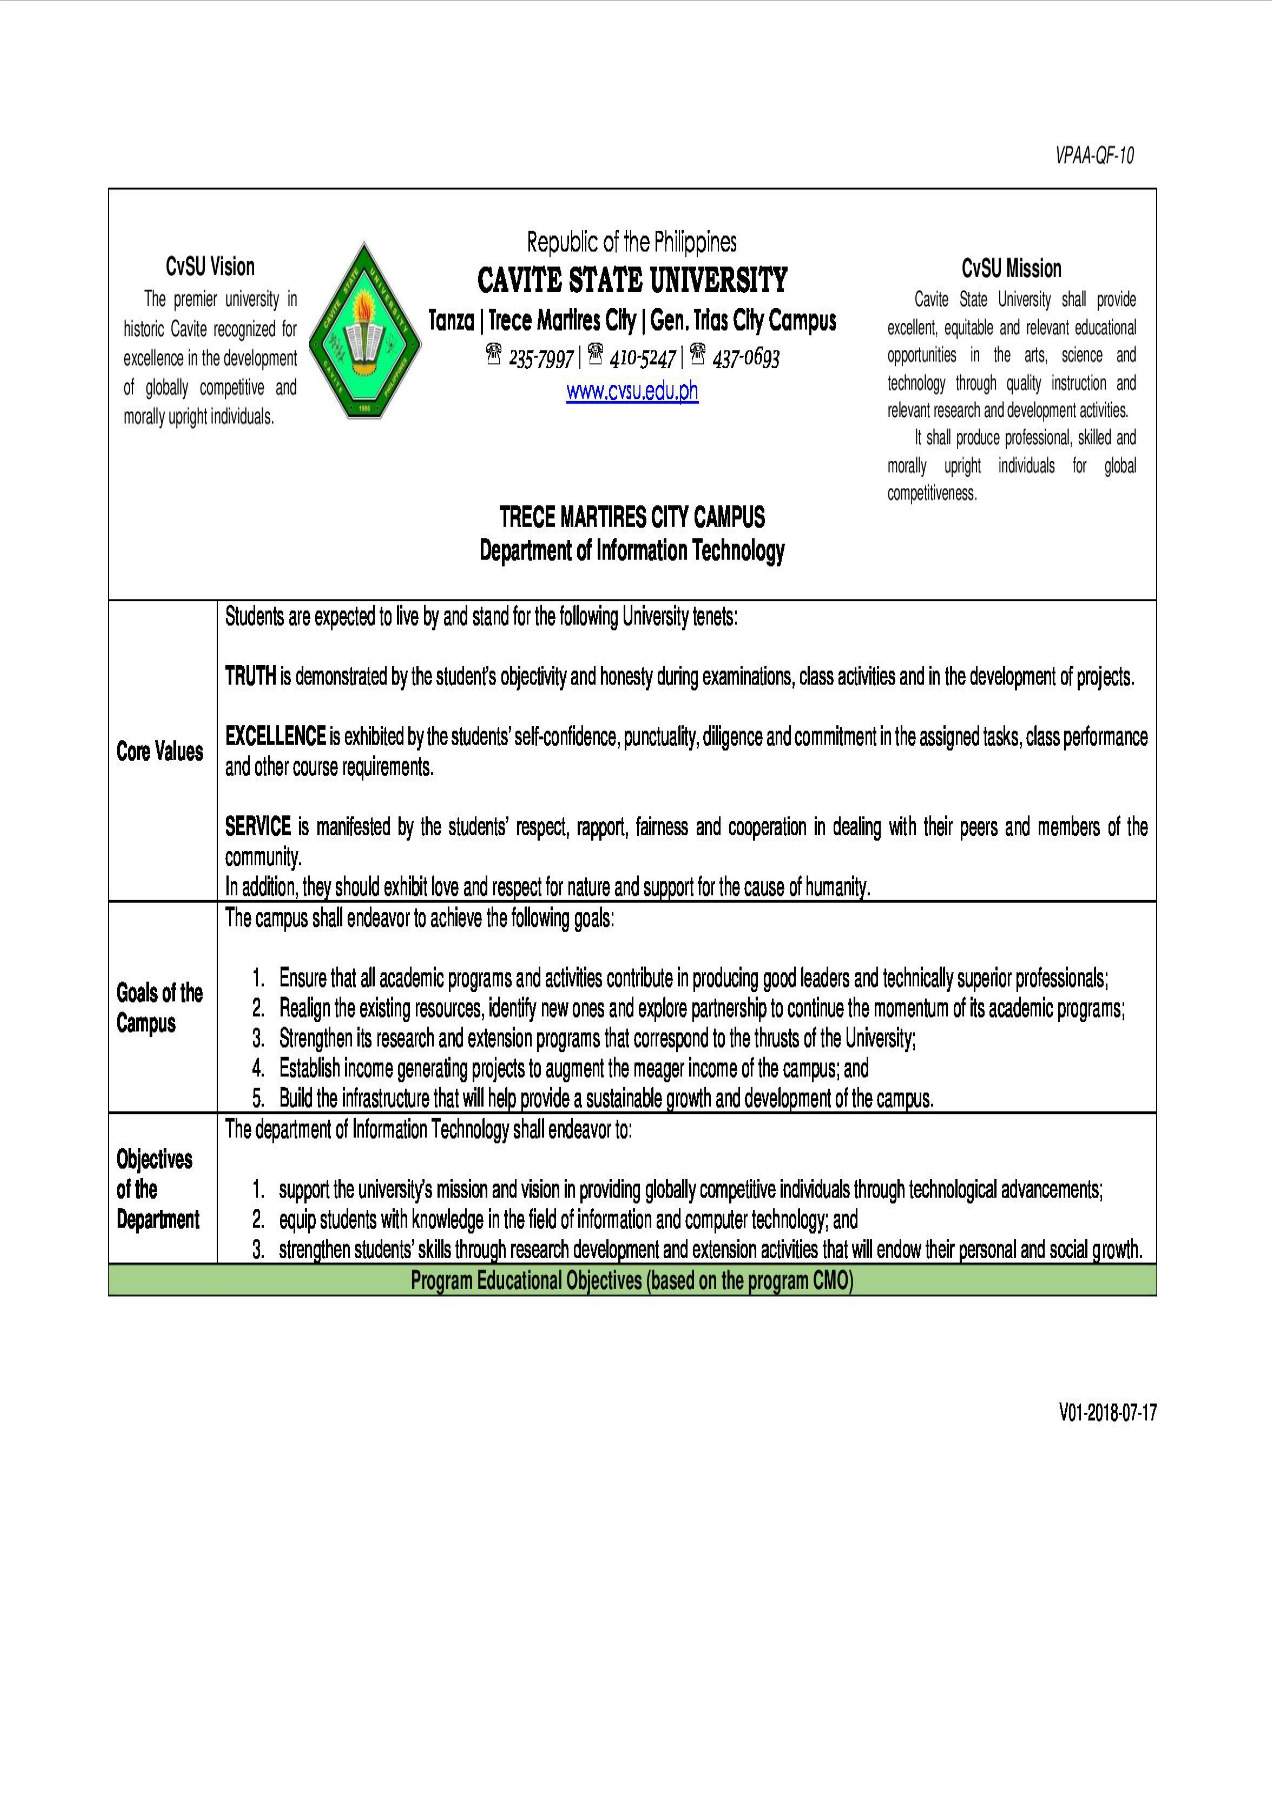 VPAA-QF-10
CvSU Vision
The premier university in
historic Cavite recognized for
excellence in the development
of globally competitive and
morally upright individuals.
CAVITE STATE UNIVERSITY
CAVITE
PHILIPPINES
1906
Republic of the Philippines
CAVITE STATE UNIVERSITY
Tanza | Trece Martires City | Gen. Trias City Campus
☎ 235-7997 | ☎ 410-5247 | ☎ 437-0693
www.cvsu.edu.ph
CvSU Mission
Cavite State University shall provide
excellent, equitable and relevant educational
opportunities in the arts, science and
technology through quality instruction and
relevant research and development activities.
It shall produce professional, skilled and
morally upright individuals for global
competitiveness.
TRECE MARTIRES CITY CAMPUS
Department of Information Technology
Core Values
Students are expected to live by and stand for the following University tenets:
TRUTH is demonstrated by the student’s objectivity and honesty during examinations, class activities and in the development of projects.
EXCELLENCE is exhibited by the students’ self-confidence, punctuality, diligence and commitment in the assigned tasks, class performance
and other course requirements.
SERVICE is manifested by the students’ respect, rapport, fairness and cooperation in dealing with their peers and members of the
community.
In addition, they should exhibit love and respect for nature and support for the cause of humanity.
Goals of the
Campus
The campus shall endeavor to achieve the following goals:
1. Ensure that all academic programs and activities contribute in producing good leaders and technically superior professionals;
2. Realign the existing resources, identify new ones and explore partnership to continue the momentum of its academic programs;
3. Strengthen its research and extension programs that correspond to the thrusts of the University;
4. Establish income generating projects to augment the meager income of the campus; and
5. Build the infrastructure that will help provide a sustainable growth and development of the campus.
Objectives
of the
Department
The department of Information Technology shall endeavor to:
1. support the university’s mission and vision in providing globally competitive individuals through technological advancements;
2. equip students with knowledge in the field of information and computer technology; and
3. strengthen students’ skills through research development and extension activities that will endow their personal and social growth.
Program Educational Objectives (based on the program CMO)
V01-2018-07-17